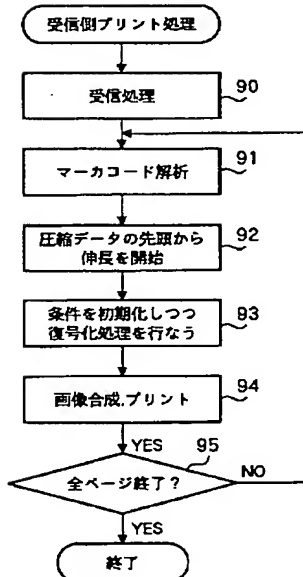 受信側プリント処理
受信処理
90
マーカコード解析
91
圧縮データの先頭から
伸長を開始
92
条件を初期化しつつ
復号化処理を行なう
93
画像合成.プリント
94
YES
95
全ページ終了？
NO
YES
終了